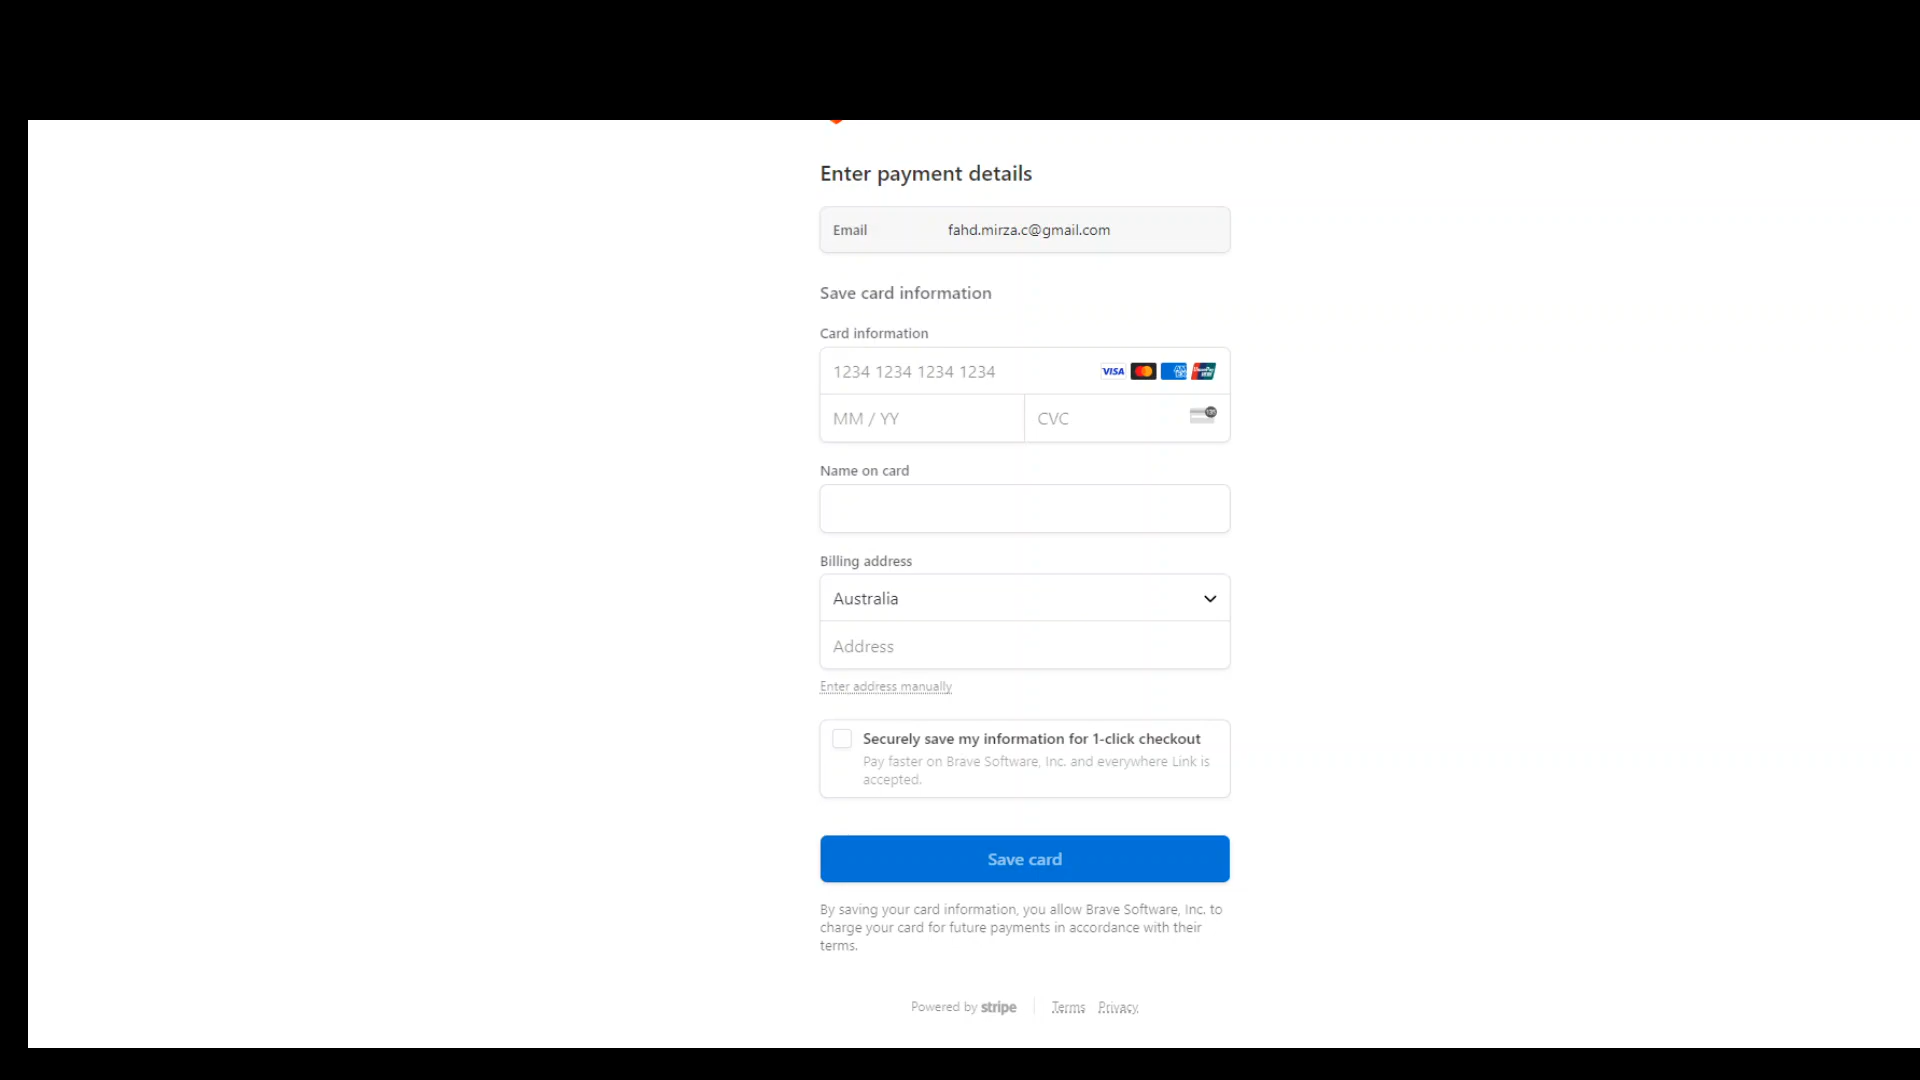 Enter payment details
Email fahd.mirza.c@gmail.com
Save card information
Card information
1234 1234 1234 1234 VISA
MM / YY CVC
Name on card
Billing address
Australia
Address
Enter address manually
Securely save my information for 1-click checkout
Pay faster on Brave Software, Inc. and everywhere Link is
accepted.
Save card
By saving your card information, you allow Brave Software, Inc. to
charge your card for future payments in accordance with their
terms.
Powered by stripe Terms Privacy